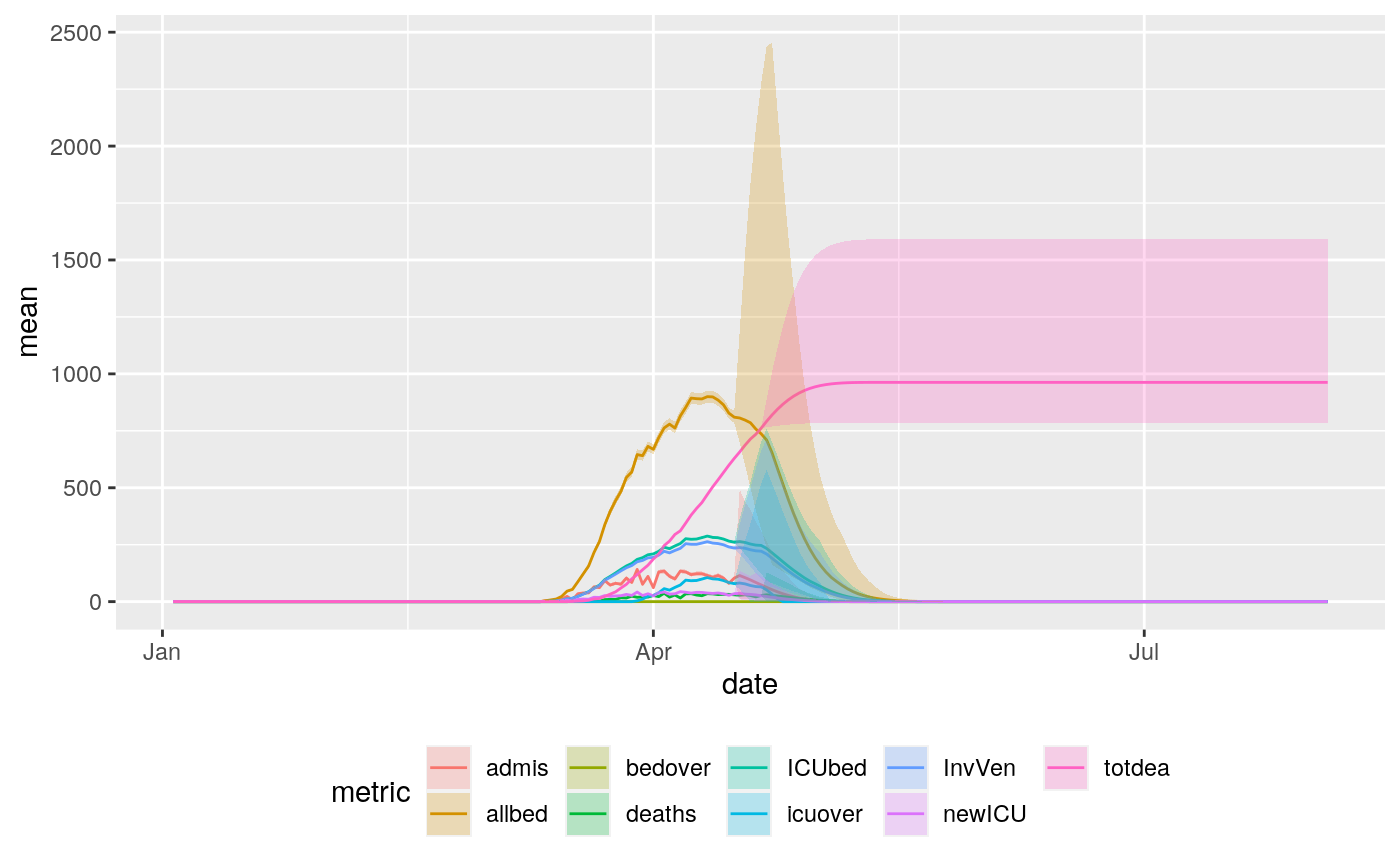 2500
2000
1500
1000
500
0
mean
Jan Apr Jul
date
metric
admis bedover ICUbed InvVen totdea
allbed deaths icuover newICU